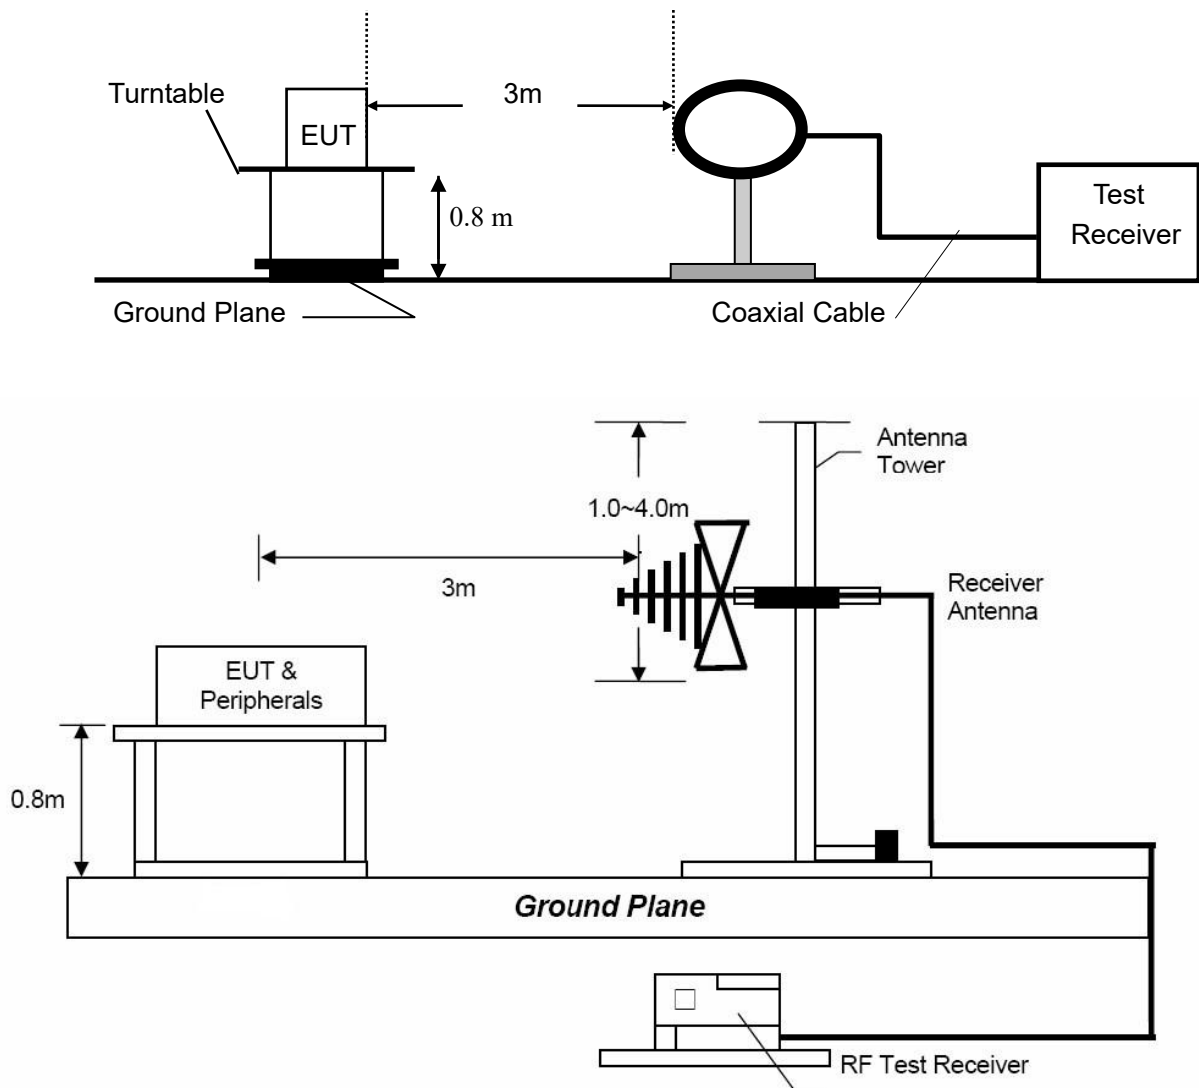 Turntable
3m
EUT
0.8 m
Test
Receiver
Ground Plane
Coaxial Cable
Antenna
Tower
1.0~4.0m
3m
Receiver
Antenna
EUT &
Peripherals
0.8m
Ground Plane
RF Test Receiver